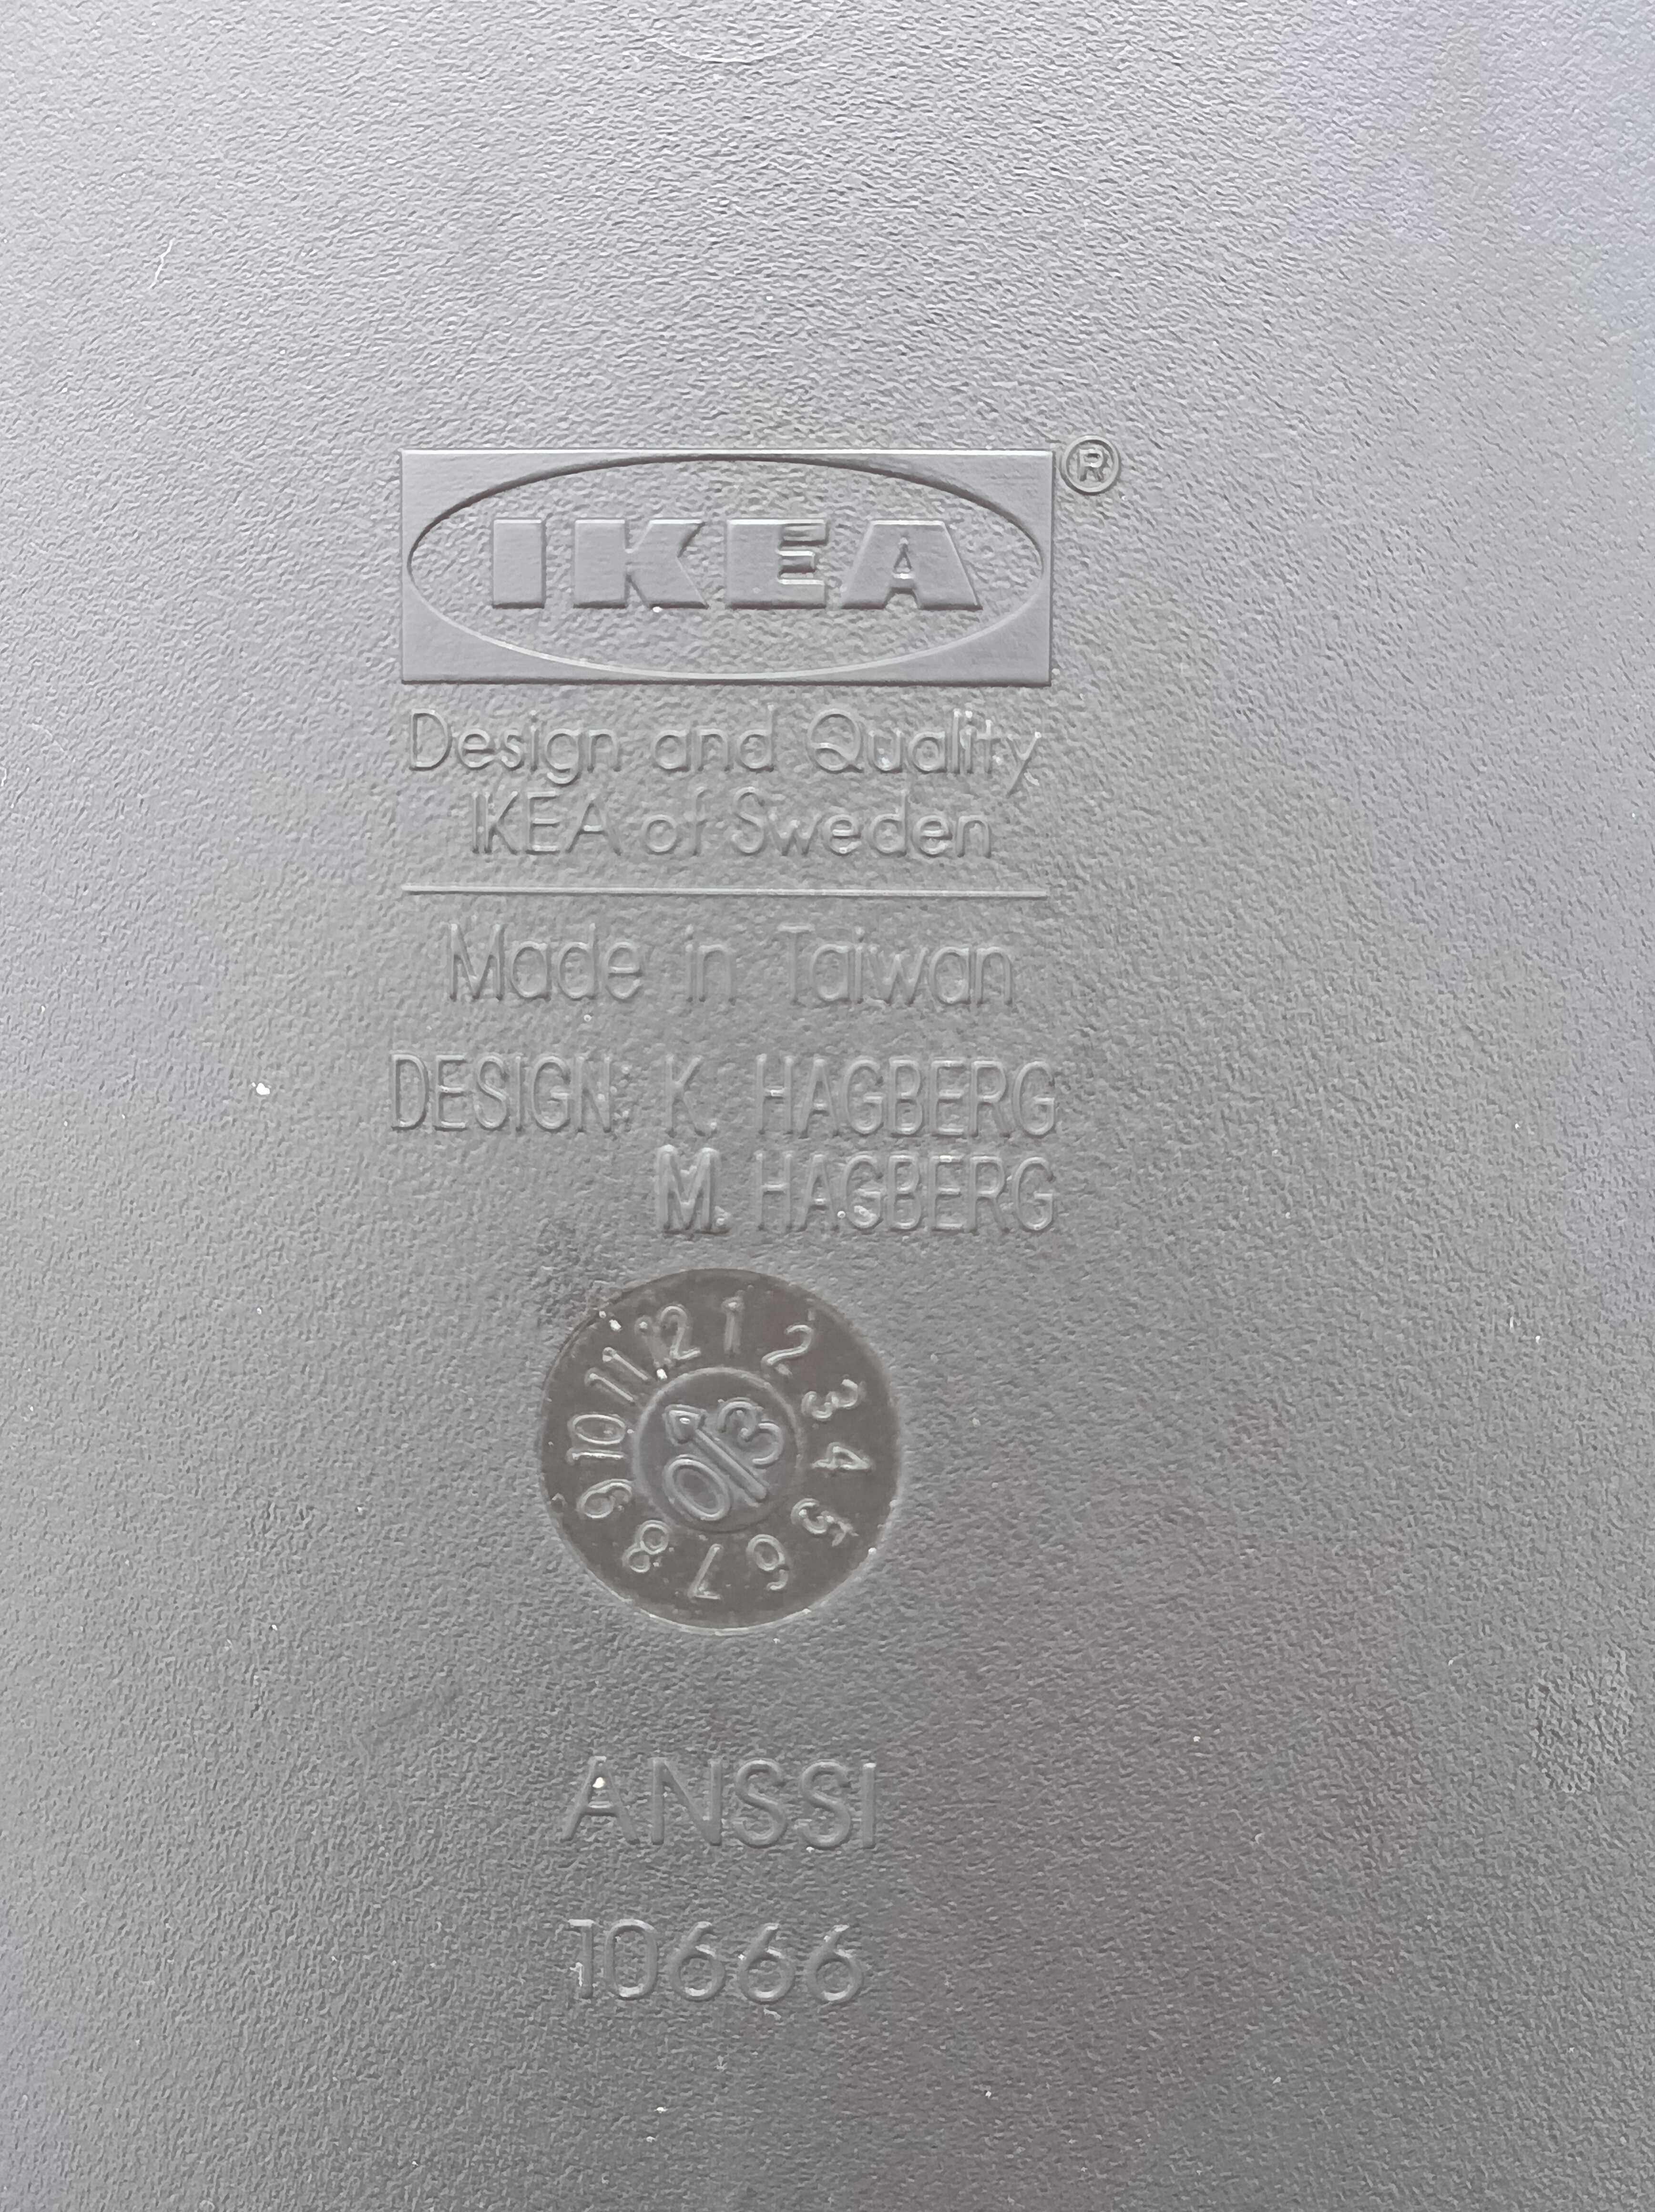 IKEA®
Design and Quality
IKEA of Sweden
Made in Taiwan
DESIGN: K. HAGBERG
M. HAGBERG
12 1 2 3 4 5 6 7 8 9 10 11
03
ANSSI
10666